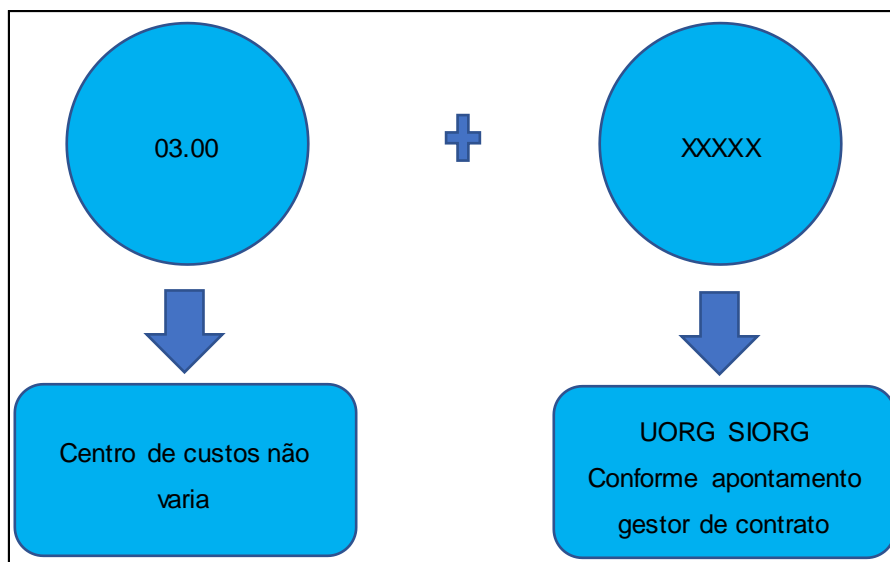 03.00
XXXXX
Centro de custos não
varia
UORG SIORG
Conforme apontamento
gestor de contrato